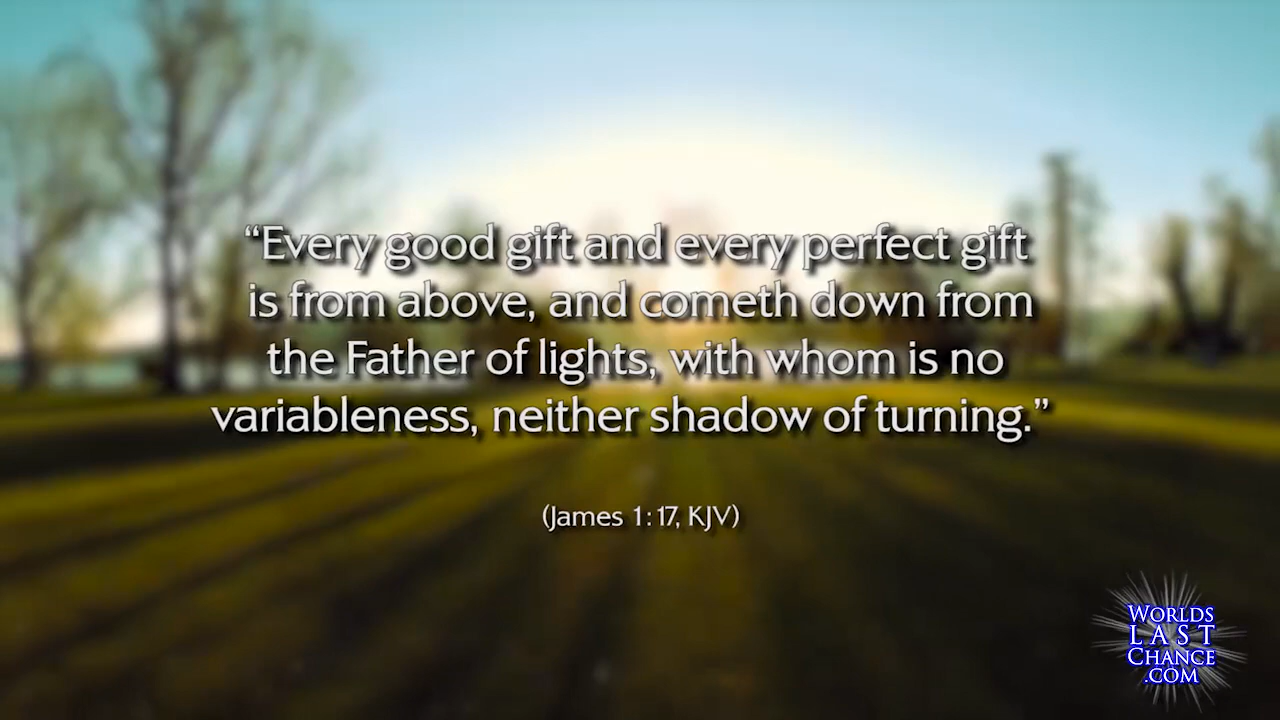 “Every good gift and every perfect gift
is from above, and cometh down from
the Father of lights, with whom is no
variableness, neither shadow of turning.”
(James 1:17, KJV)
WORLDS
LAST
CHANCE
.COM